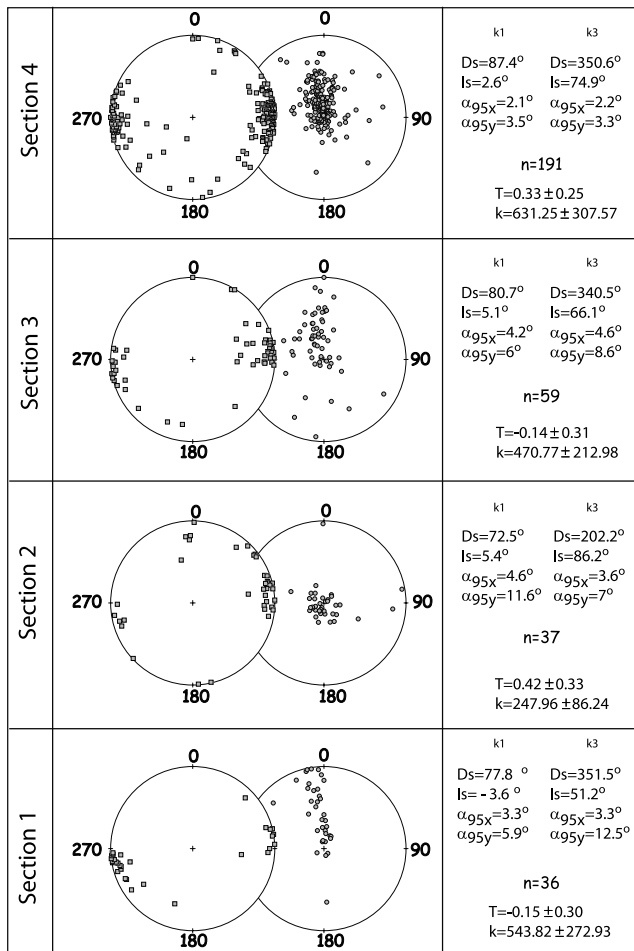 Section 4
0 0
270 90
180 180
k1 k3
Ds=87.4° Ds=350.6°
Is=2.6° Is=74.9°
α95x=2.1° α95x=2.2°
α95y=3.5° α95y=3.3°
n=191
T=0.33±0.25
k=631.25±307.57
Section 3
0 0
270 90
180 180
k1 k3
Ds=80.7° Ds=340.5°
Is=5.1° Is=66.1°
α95x=4.2° α95x=4.6°
α95y=6° α95y=8.6°
n=59
T=-0.14±0.31
k=470.77±212.98
Section 2
0 0
270 90
180 180
k1 k3
Ds=72.5° Ds=202.2°
Is=5.4° Is=86.2°
α95x=4.6° α95x=3.6°
α95y=11.6° α95y=7°
n=37
T=0.42±0.33
k=247.96±86.24
Section 1
0 0
270 90
180 180
k1 k3
Ds=77.8 ° Ds=351.5°
Is=-3.6° Is=51.2°
α95x=3.3° α95x=3.3°
α95y=5.9° α95y=12.5°
n=36
T=-0.15±0.30
k=543.82±272.93